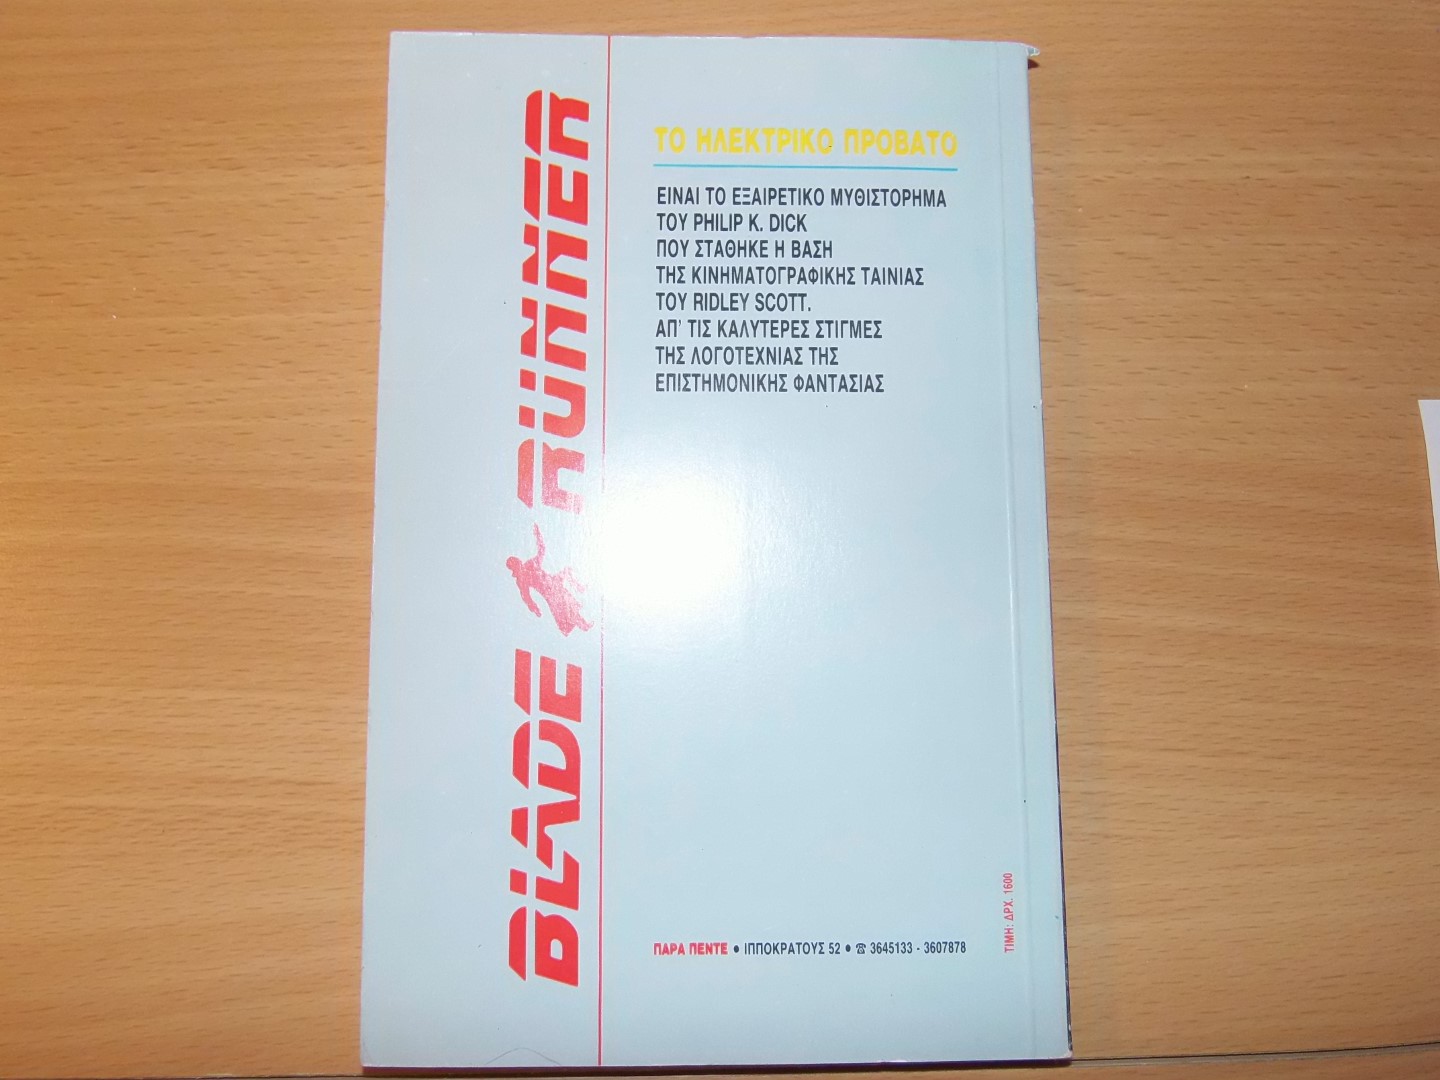 BLADE RUNNER
ΤΟ ΗΛΕΚΤΡΙΚΟ ΠΡΟΒΑΤΟ
ΕΙΝΑΙ ΤΟ ΕΞΑΙΡΕΤΙΚΟ ΜΥΘΙΣΤΟΡΗΜΑ
ΤΟΥ PHILIP K. DICK
ΠΟΥ ΣΤΑΘΗΚΕ Η ΒΑΣΗ
ΤΗΣ ΚΙΝΗΜΑΤΟΓΡΑΦΙΚΗΣ ΤΑΙΝΙΑΣ
ΤΟΥ RIDLEY SCOTT.
ΑΠ' ΤΙΣ ΚΑΛΥΤΕΡΕΣ ΣΤΙΓΜΕΣ
ΤΗΣ ΛΟΓΟΤΕΧΝΙΑΣ ΤΗΣ
ΕΠΙΣΤΗΜΟΝΙΚΗΣ ΦΑΝΤΑΣΙΑΣ
ΠΑΡΑ ΠΕΝΤΕ • ΙΠΠΟΚΡΑΤΟΥΣ 52 • ☎ 3645133 - 3607878
ΤΙΜΗ: ΔΡΧ. 1600